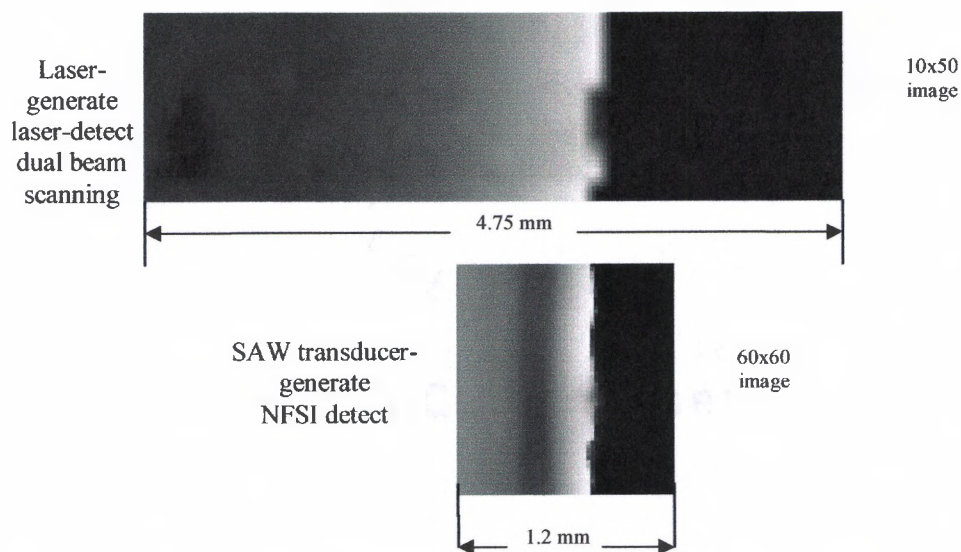 Laser-
generate
laser-detect
dual beam
scanning
10x50
image
4.75 mm
SAW transducer-
generate
NFSI detect
60x60
image
1.2 mm